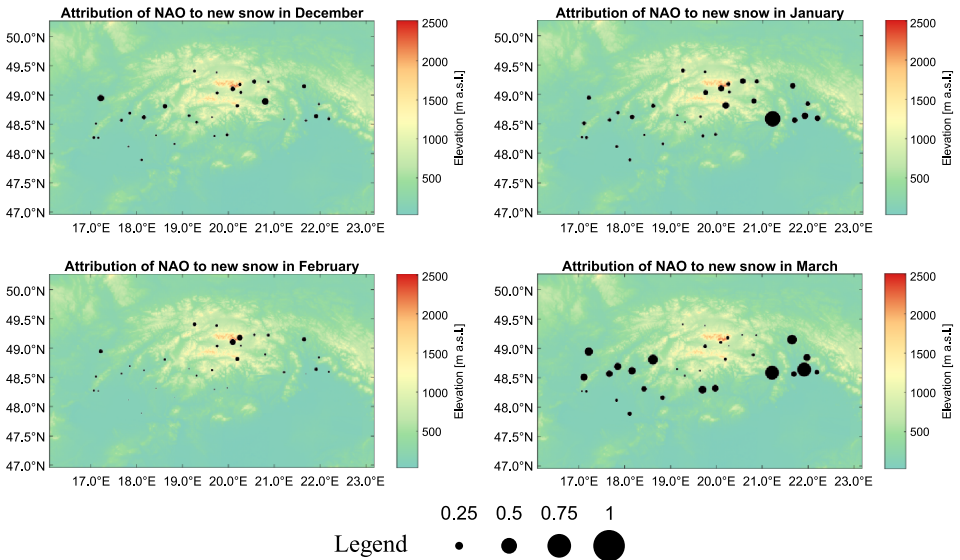 Attribution of NAO to new snow in December
50.0°N
49.5°N
49.0°N
48.5°N
48.0°N
47.5°N
47.0°N
17.0°E 18.0°E 19.0°E 20.0°E 21.0°E 22.0°E 23.0°E
2500
2000
1500
1000
500
Elevation [m a.s.l.]
Attribution of NAO to new snow in January
50.0°N
49.5°N
49.0°N
48.5°N
48.0°N
47.5°N
47.0°N
17.0°E 18.0°E 19.0°E 20.0°E 21.0°E 22.0°E 23.0°E
2500
2000
1500
1000
500
Elevation [m a.s.l.]
Attribution of NAO to new snow in February
50.0°N
49.5°N
49.0°N
48.5°N
48.0°N
47.5°N
47.0°N
17.0°E 18.0°E 19.0°E 20.0°E 21.0°E 22.0°E 23.0°E
2500
2000
1500
1000
500
Elevation [m a.s.l.]
Attribution of NAO to new snow in March
50.0°N
49.5°N
49.0°N
48.5°N
48.0°N
47.5°N
47.0°N
17.0°E 18.0°E 19.0°E 20.0°E 21.0°E 22.0°E 23.0°E
2500
2000
1500
1000
500
Elevation [m a.s.l.]
0.25 0.5 0.75 1
Legend